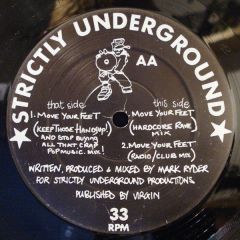 STRICTLY UNDERGROUND
AA
that side
1. MOVE YOUR FEET
(KEEP THOSE HANDS UP!
AND STOP BUYING
ALL THAT CRAP
POP MUSIC. MIX!
this side
1. MOVE YOUR FEET
(HARDCORE RAVE)
MIX
2. MOVE YOUR FEET
(RADIO/CLUB MIX)
WRITTEN, PRODUCED & MIXED BY MARK RYDER
FOR STRICTLY UNDERGROUND PRODUCTIONS.
PUBLISHED BY VIRGIN
33
RPM